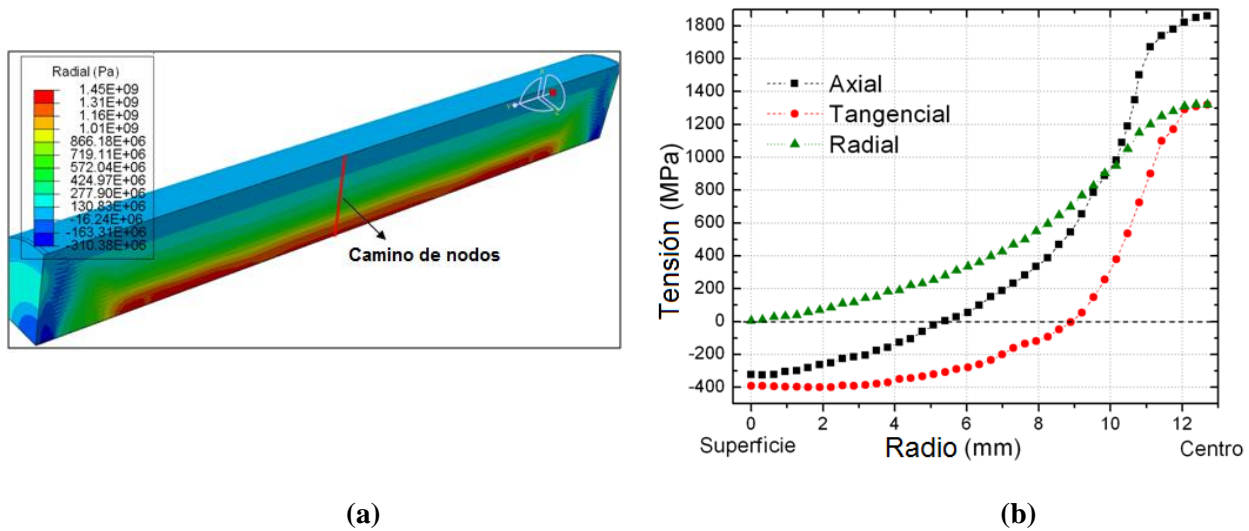 Radial (Pa)
1.45E+09
1.31E+09
1.16E+09
1.01E+09
866.18E+06
719.11E+06
572.04E+06
424.97E+06
277.90E+06
130.83E+06
-16.24E+06
-163.31E+06
-310.38E+06
Camino de nodos
(a)
Tensión (MPa)
1800
1600
1400
1200
1000
800
600
400
200
0
-200
-400
Axial
Tangencial
Radial
0 2 4 6 8 10 12
Superficie Radio (mm) Centro
(b)